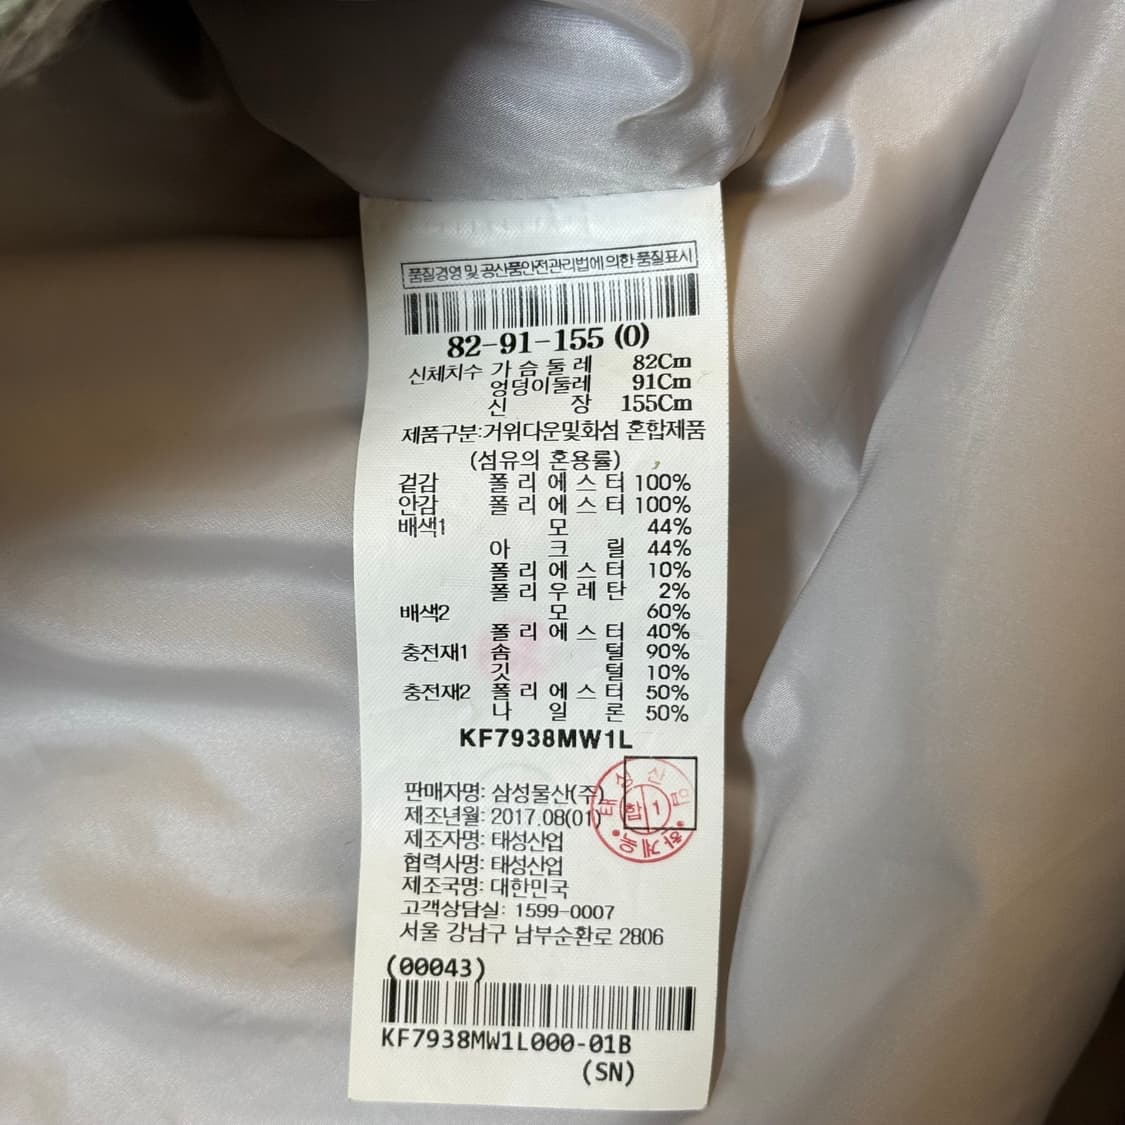 품질경영 및 공산품안전관리법에 의한 품질표시
82-91-155 (0)
신체치수 가슴둘레 82Cm
엉덩이둘레 91Cm
신장 155Cm
제품구분:거위다운및화섬 혼합제품
(섬유의 혼용률)
겉감 폴리에스터 100%
안감 폴리에스터 100%
배색1 모 44%
아크릴 44%
폴리에스터 10%
폴리우레탄 2%
배색2 모 60%
폴리에스터 40%
충전재1 솜털 90%
깃털 10%
충전재2 폴리에스터 50%
나일론 50%
KF7938MW1L
판매자명: 삼성물산(주)
제조년월: 2017.08(01)
제조자명: 태성산업
협력사명: 태성산업
제조국명: 대한민국
고객상담실: 1599-0007
서울 강남구 남부순환로 2806
태성산업
합1
(00043)
KF7938MW1L000-01B
(SN)